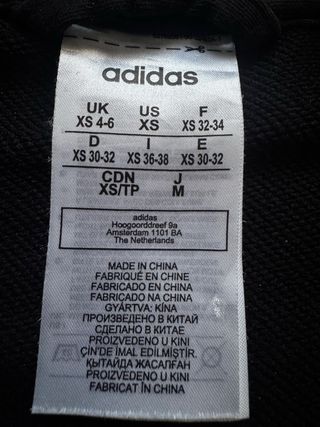 adidas
UK US F
XS 4-6 XS XS 32-34
D I E
XS 30-32 XS 36-38 XS 30-32
CDN J
XS/TP M
adidas
Hoogoorddreef 9a
Amsterdam 1101 BA
The Netherlands
MADE IN CHINA
FABRIQUÉ EN CHINE
FABRICADO EN CHINA
FABRICADO NA CHINA
GYÁRTVA: KÍNA
ПРОИЗВЕДЕНО В КИТАЙ
СДЕЛАНО В КИТАЕ
PROIZVEDENO U KINI
ÇİN'DE İMAL EDİLMİŞTİR.
ҚЫТАЙДА ЖАСАЛҒАН
PROIZVEDENO U KINI
FABRICAT ÎN CHINA